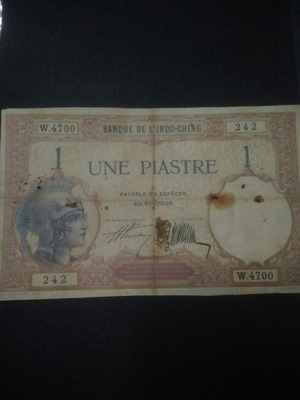 W.4700 BANQUE DE L'INDO-CHINE 242
1 UNE PIASTRE 1
PAYABLE EN ESPÈCES
AU PORTEUR
242 W.4700